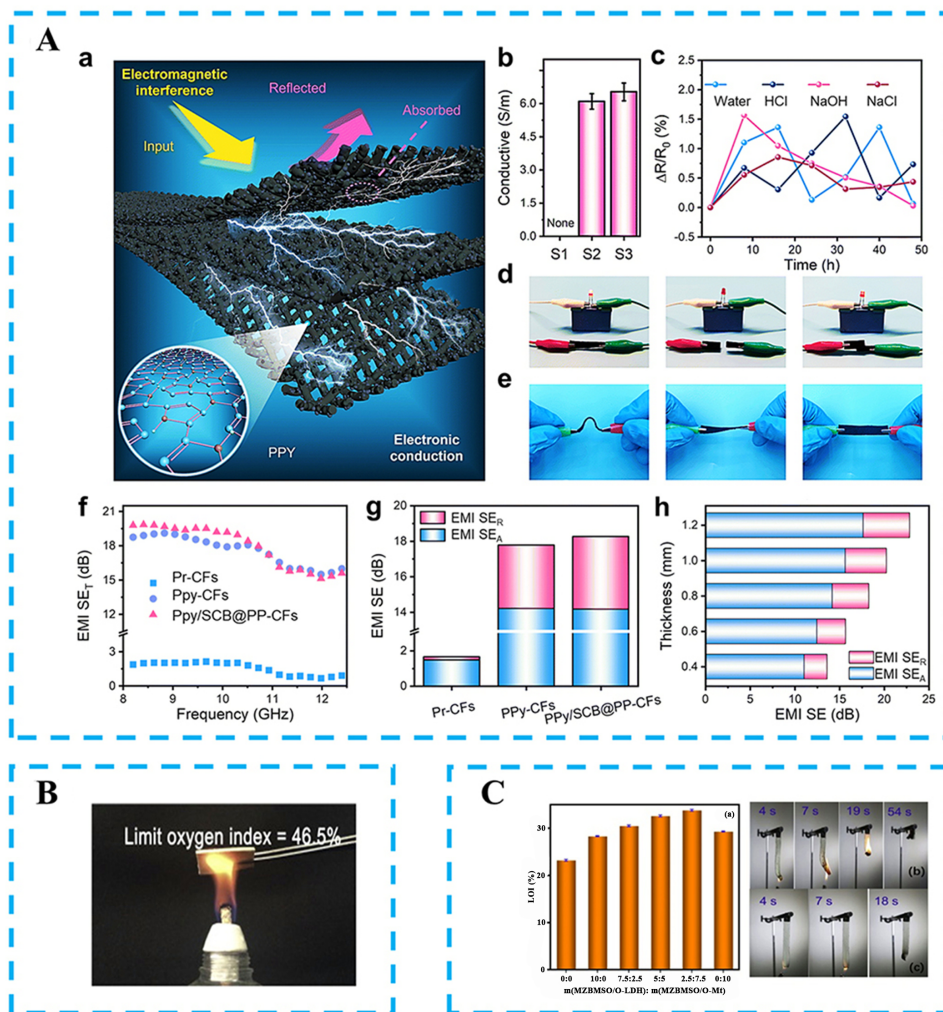 A
a
Electromagnetic
interference
Reflected
Absorbed
Input
PPY
Electronic
conduction
b
Conductive (S/m)
6.0
4.5
3.0
1.5
0.0
None
S1 S2 S3
c
Water HCl NaOH NaCl
ΔR/R0 (%)
2.0
1.5
1.0
0.5
0.0
-0.5
0 10 20 30 40 50
Time (h)
d
e
f
EMI SET (dB)
21
18
15
3
0
Pr-CFs
Ppy-CFs
Ppy/SCB@PP-CFs
8 9 10 11 12
Frequency (GHz)
g
EMI SE (dB)
20
18
16
14
2
0
EMI SER
EMI SEA
Pr-CFs
PPy-CFs
PPy/SCB@PP-CFs
h
Thickness (mm)
1.2
1.0
0.8
0.6
0.4
EMI SER
EMI SEA
0 5 10 15 20 25
EMI SE (dB)
B
Limit oxygen index = 46.5%
C
(a)
LOI (%)
30
20
10
0
0:0 10:0 7.5:2.5 5:5 2.5:7.5 0:10
m(MZBMSO/O-LDH): m(MZBMSO/O-Mt)
4 s 7 s 19 s 54 s
(b)
4 s 7 s 18 s
(c)